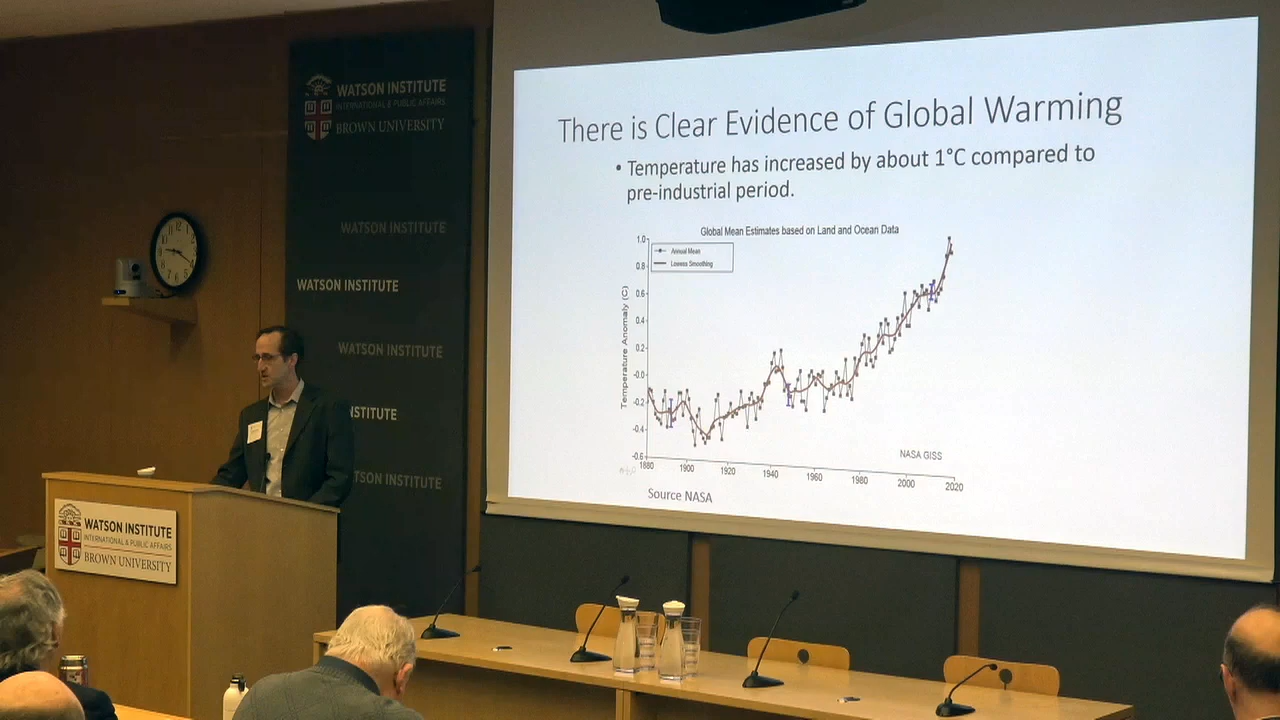 WATSON INSTITUTE
INTERNATIONAL & PUBLIC AFFAIRS
BROWN UNIVERSITY
WATSON INSTITUTE
WATSON INSTITUTE
WATSON INSTITUTE
NSTITUTE
SON INSTITUTE
There is Clear Evidence of Global Warming
• Temperature has increased by about 1°C compared to
pre-industrial period.
Global Mean Estimates based on Land and Ocean Data
Annual Mean
Lowess Smoothing
Temperature Anomaly (C)
1.0
0.8
0.6
0.4
0.2
-0.0
-0.2
-0.4
-0.6
1880 1900 1920 1940 1960 1980 2000 2020
NASA GISS
Source NASA
WATSON INSTITUTE
INTERNATIONAL & PUBLIC AFFAIRS
BROWN UNIVERSITY